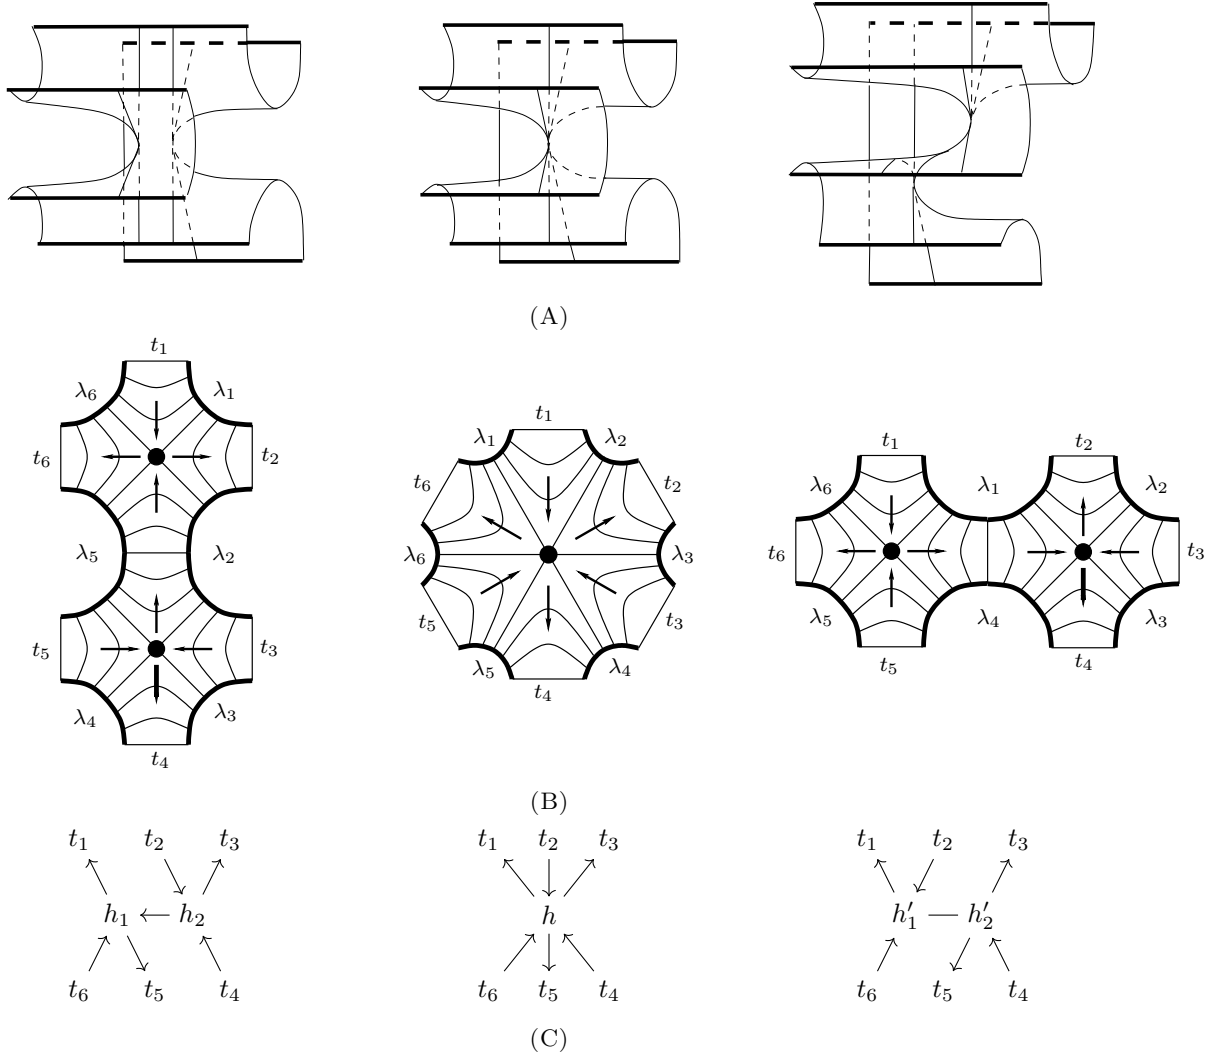 (A)
t₁
λ₆ λ₁
t₆ t₂
λ₅ λ₂
t₅ t₃
λ₄ λ₃
t₄
t₁
λ₁ λ₂
t₆ t₂
λ₆ λ₃
t₅ t₃
λ₅ λ₄
t₄
t₁ t₂
λ₆ λ₁ λ₂
t₆ t₃
λ₅ λ₄ λ₃
t₅ t₄
(B)
t₁ t₂ t₃
h₁ h₂
t₆ t₅ t₄
t₁ t₂ t₃
h
t₆ t₅ t₄
t₁ t₂ t₃
h′₁ h′₂
t₆ t₅ t₄
(C)